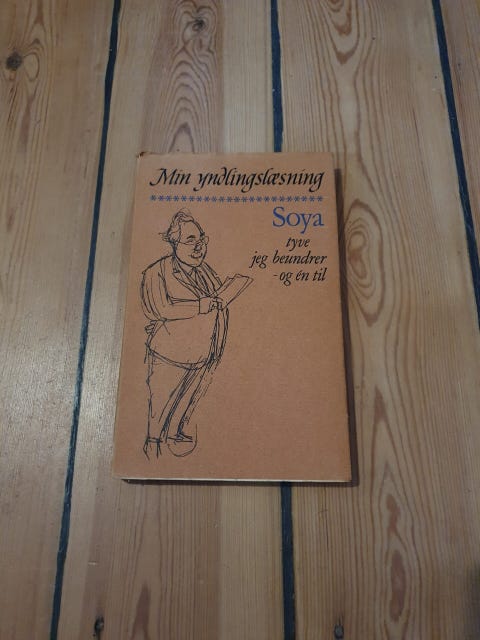 Min yndlingslæsning
*********************
Soya
tyve
jeg beundrer
- og én til